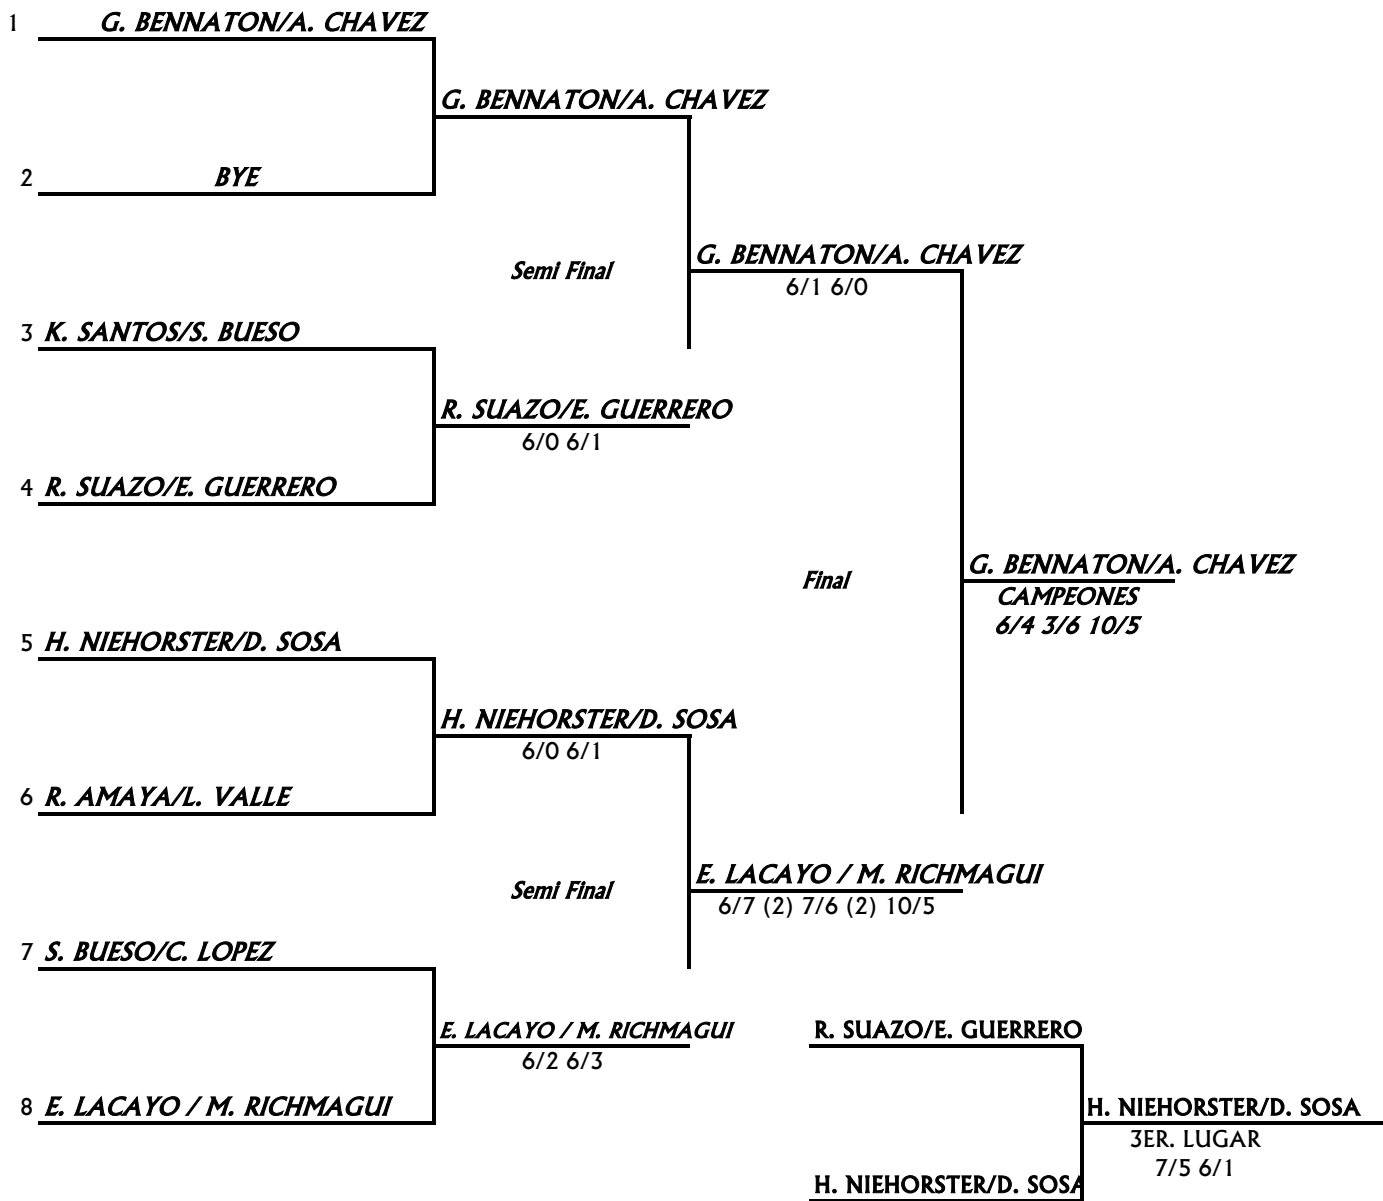 1 G. BENNATON/A. CHAVEZ
G. BENNATON/A. CHAVEZ
2 BYE
Semi Final
G. BENNATON/A. CHAVEZ
6/1 6/0
3 K. SANTOS/S. BUESO
R. SUAZO/E. GUERRERO
6/0 6/1
4 R. SUAZO/E. GUERRERO
Final
G. BENNATON/A. CHAVEZ
CAMPEONES
6/4 3/6 10/5
5 H. NIEHORSTER/D. SOSA
H. NIEHORSTER/D. SOSA
6/0 6/1
6 R. AMAYA/L. VALLE
Semi Final
E. LACAYO / M. RICHMAGUI
6/7 (2) 7/6 (2) 10/5
7 S. BUESO/C. LOPEZ
E. LACAYO / M. RICHMAGUI
6/2 6/3
8 E. LACAYO / M. RICHMAGUI
R. SUAZO/E. GUERRERO
H. NIEHORSTER/D. SOSA
3ER. LUGAR
7/5 6/1
H. NIEHORSTER/D. SOSA